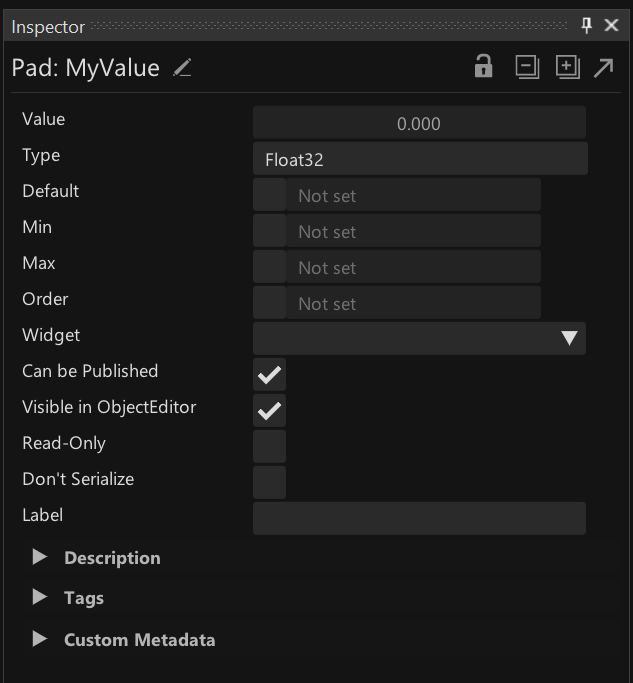 Inspector
Pad: MyValue
Value 0.000
Type Float32
Default Not set
Min Not set
Max Not set
Order Not set
Widget
Can be Published
Visible in ObjectEditor
Read-Only
Don't Serialize
Label
Description
Tags
Custom Metadata